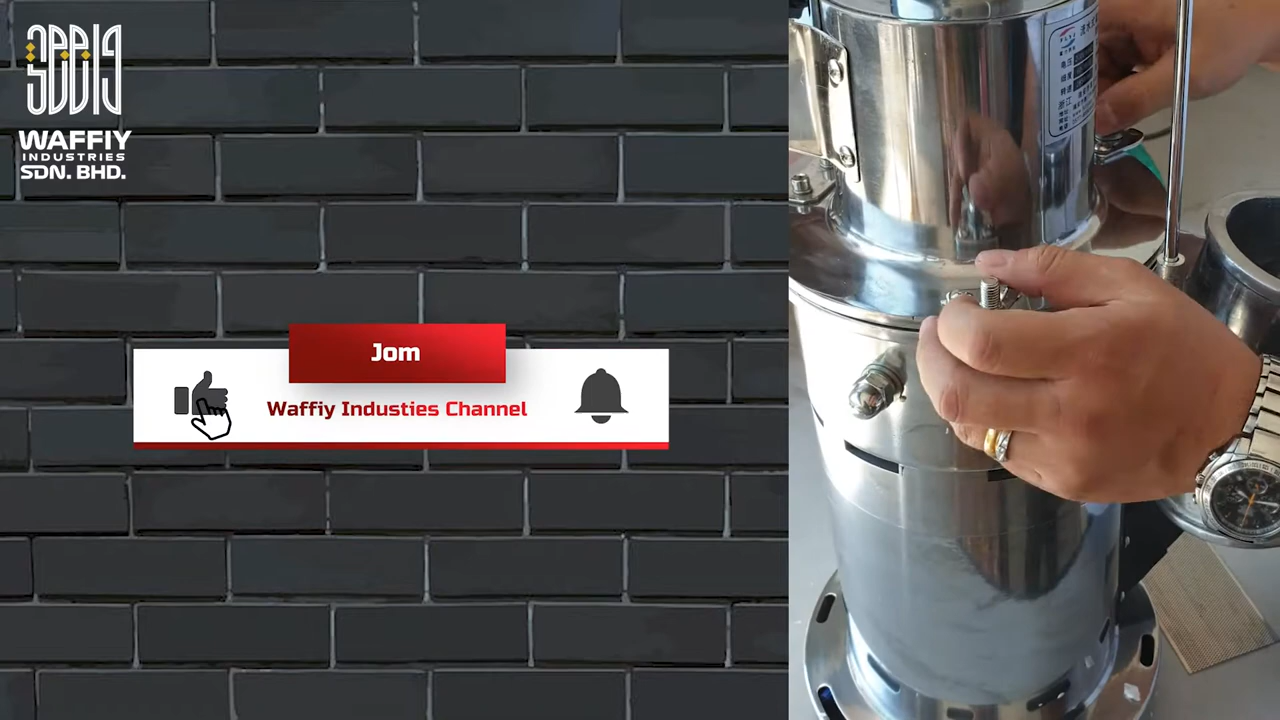 WAFFIY
INDUSTRIES
SDN. BHD.
Jom
Waffiy Industies Channel